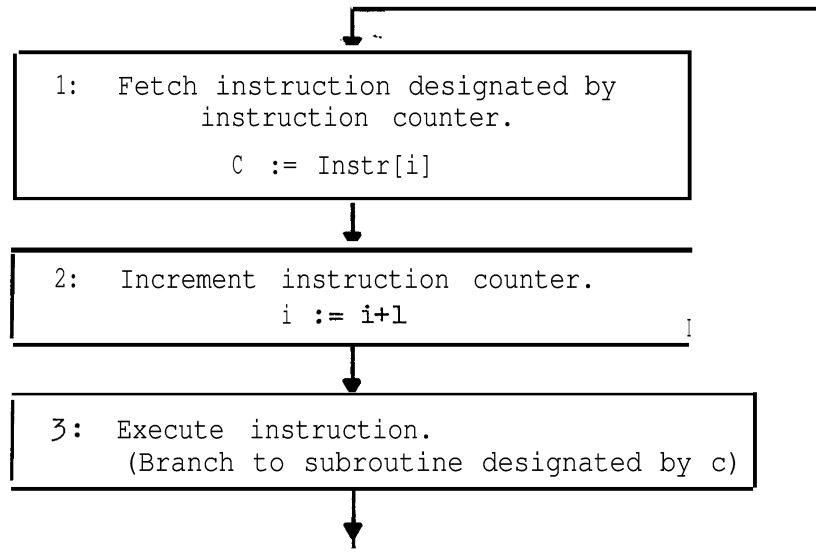 1: Fetch instruction designated by
instruction counter.
C := Instr[i]
2: Increment instruction counter.
i := i+1
3: Execute instruction.
(Branch to subroutine designated by c)